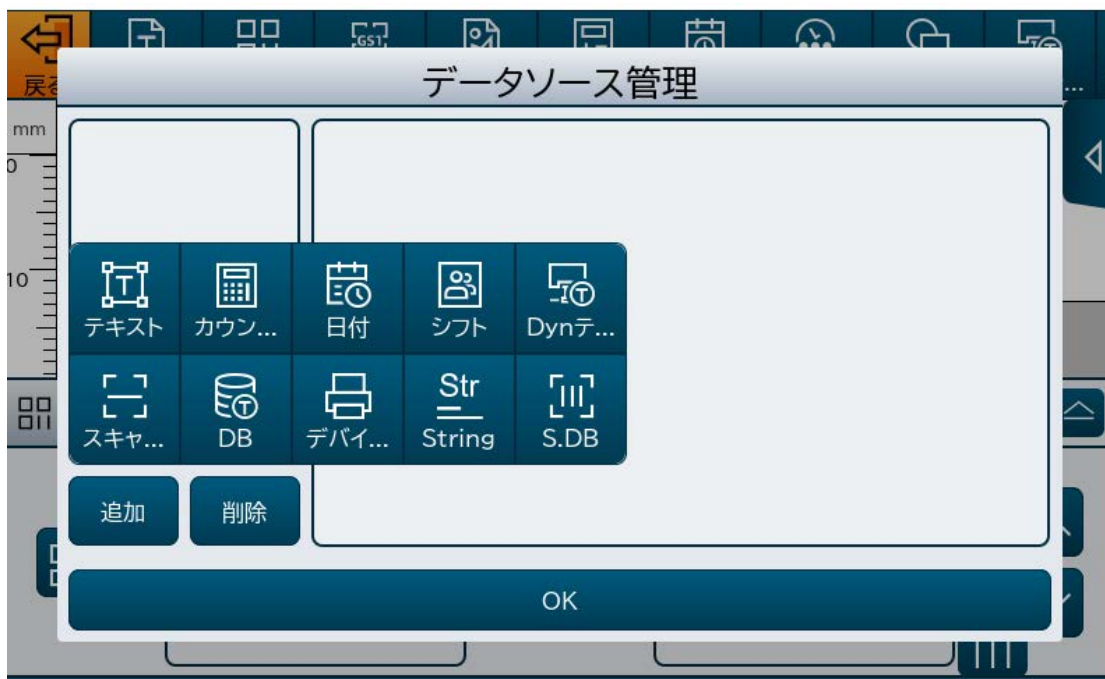 T
GST
T
戻る
データソース管理
...
mm
0
10
T
T
テキスト
カウン...
日付
シフト
Dynテ...
T
Str
スキャ...
DB
デバイ...
String
S.DB
追加
削除
OK